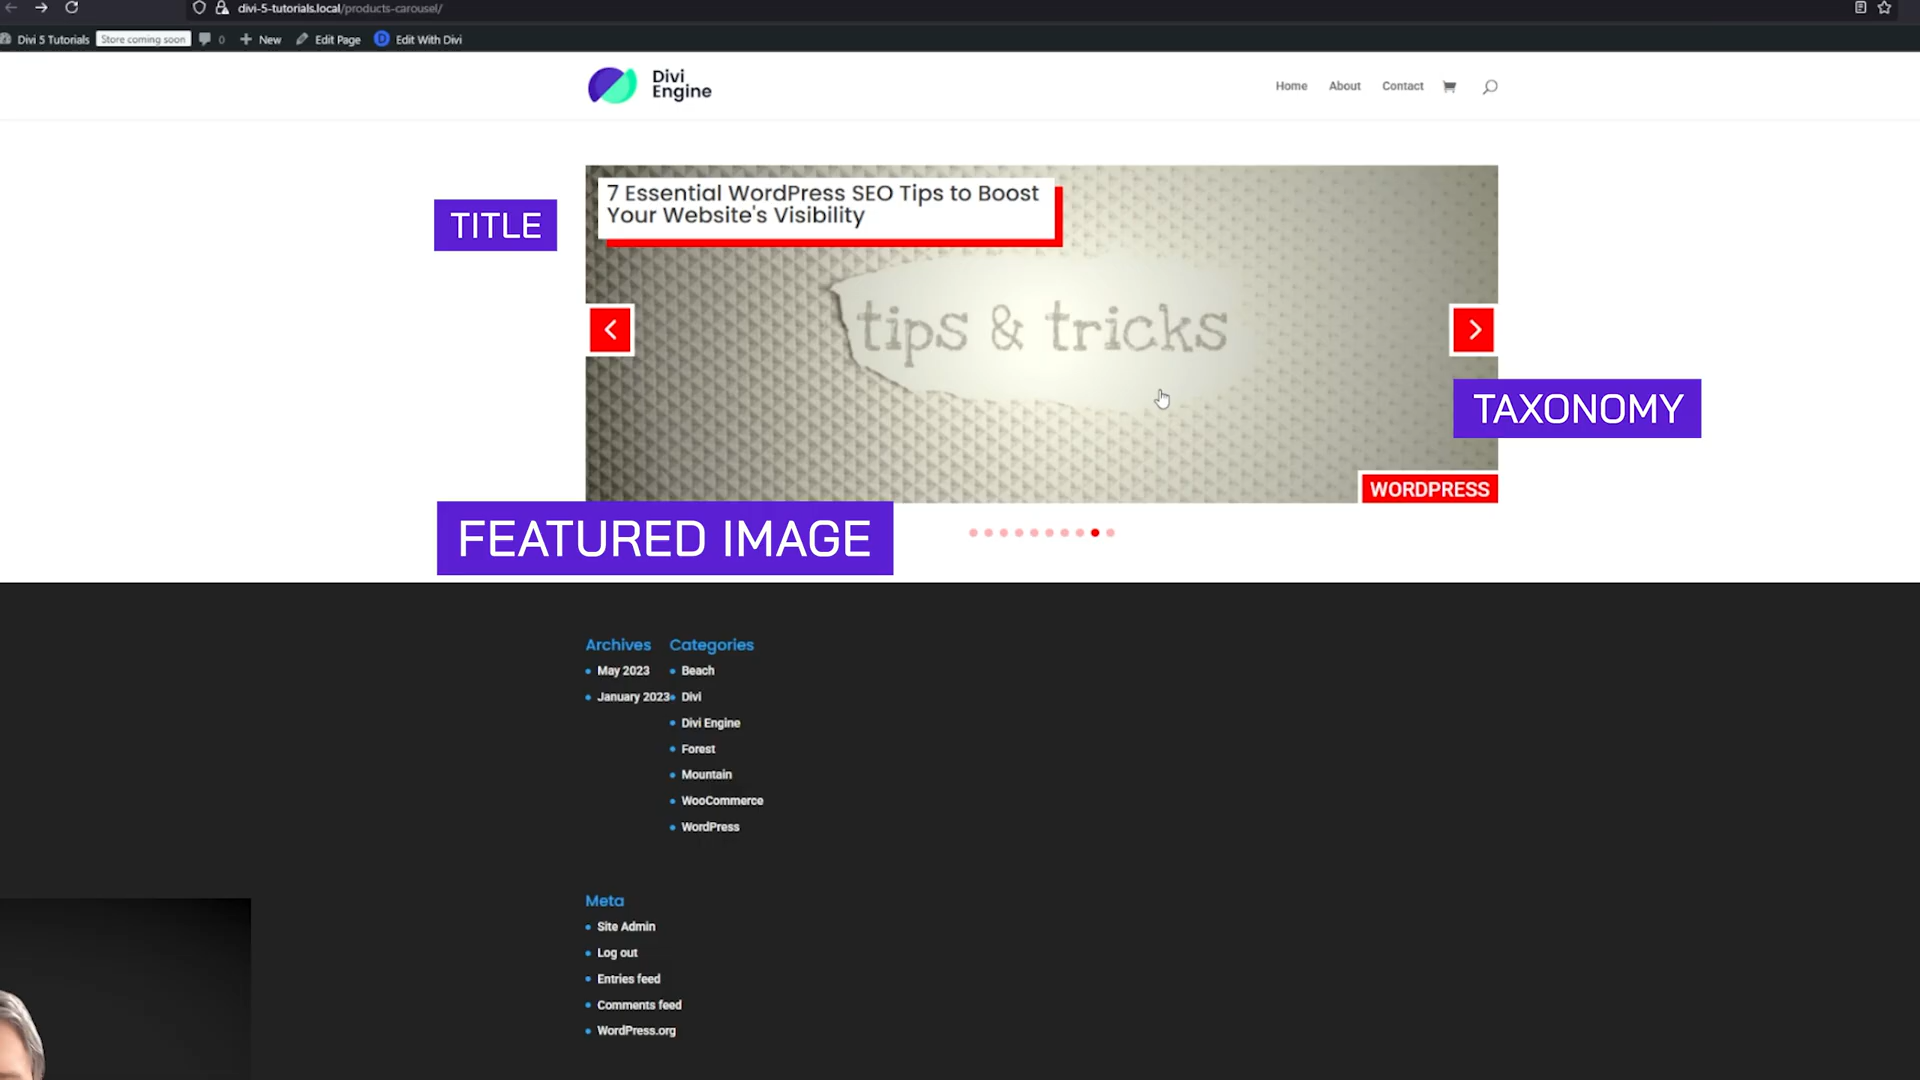 divi-5-tutorials.local/products-carousel/
Divi 5 Tutorials Store coming soon 0 New Edit Page Edit With Divi
Divi
Engine
Home About Contact
7 Essential WordPress SEO Tips to Boost
Your Website's Visibility
TITLE
tips & tricks
TAXONOMY
WORDPRESS
FEATURED IMAGE
Archives
May 2023
January 2023
Categories
Beach
Divi
Divi Engine
Forest
Mountain
WooCommerce
WordPress
Meta
Site Admin
Log out
Entries feed
Comments feed
WordPress.org